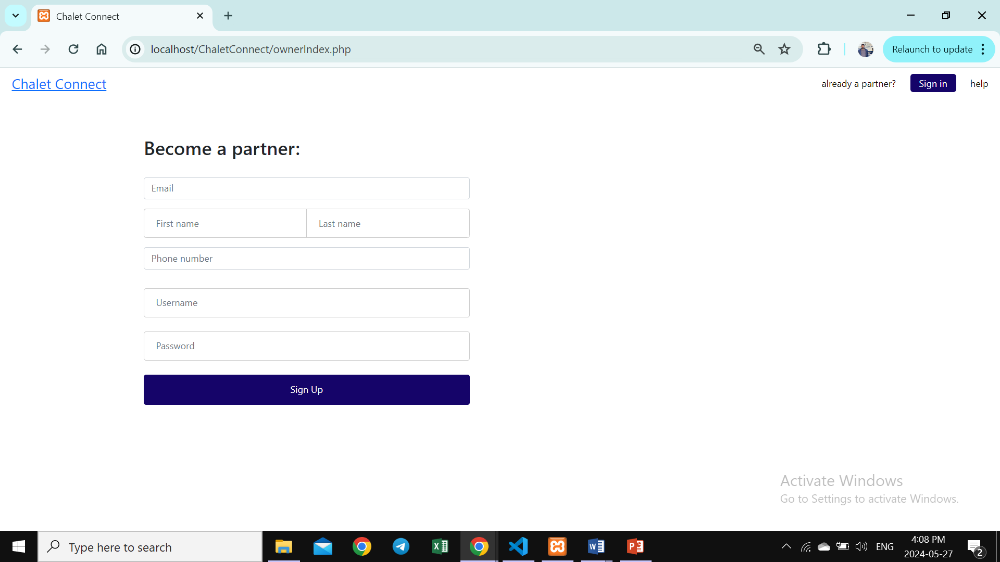 Chalet Connect
localhost/ChaletConnect/ownerIndex.php
Relaunch to update
Chalet Connect
already a partner?
Sign in
help
Become a partner:
Email
First name
Last name
Phone number
Username
Password
Sign Up
Activate Windows
Go to Settings to activate Windows.
Type here to search
ENG
4:08 PM
2024-05-27
2